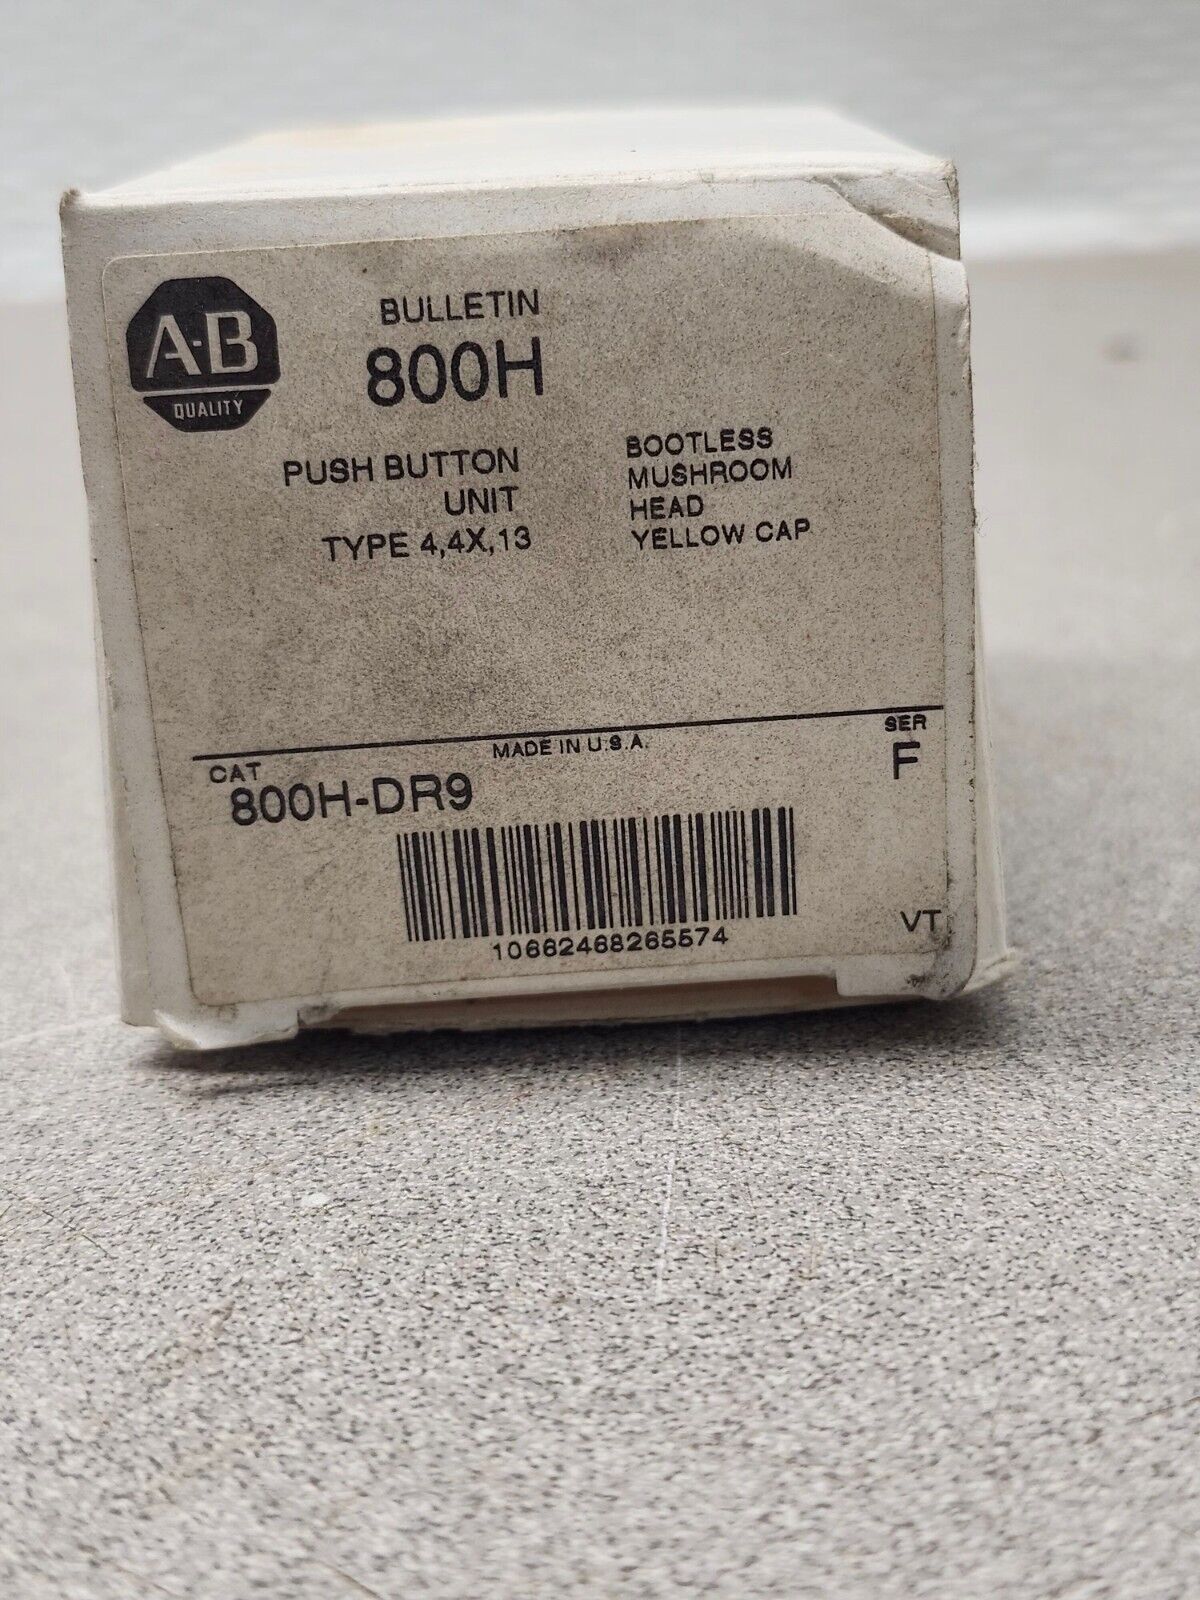 A-B
QUALITY
BULLETIN
800H
PUSH BUTTON
UNIT
TYPE 4,4X,13
BOOTLESS
MUSHROOM
HEAD
YELLOW CAP
MADE IN U.S.A.
CAT
800H-DR9
SER
F
10662468265574
VT